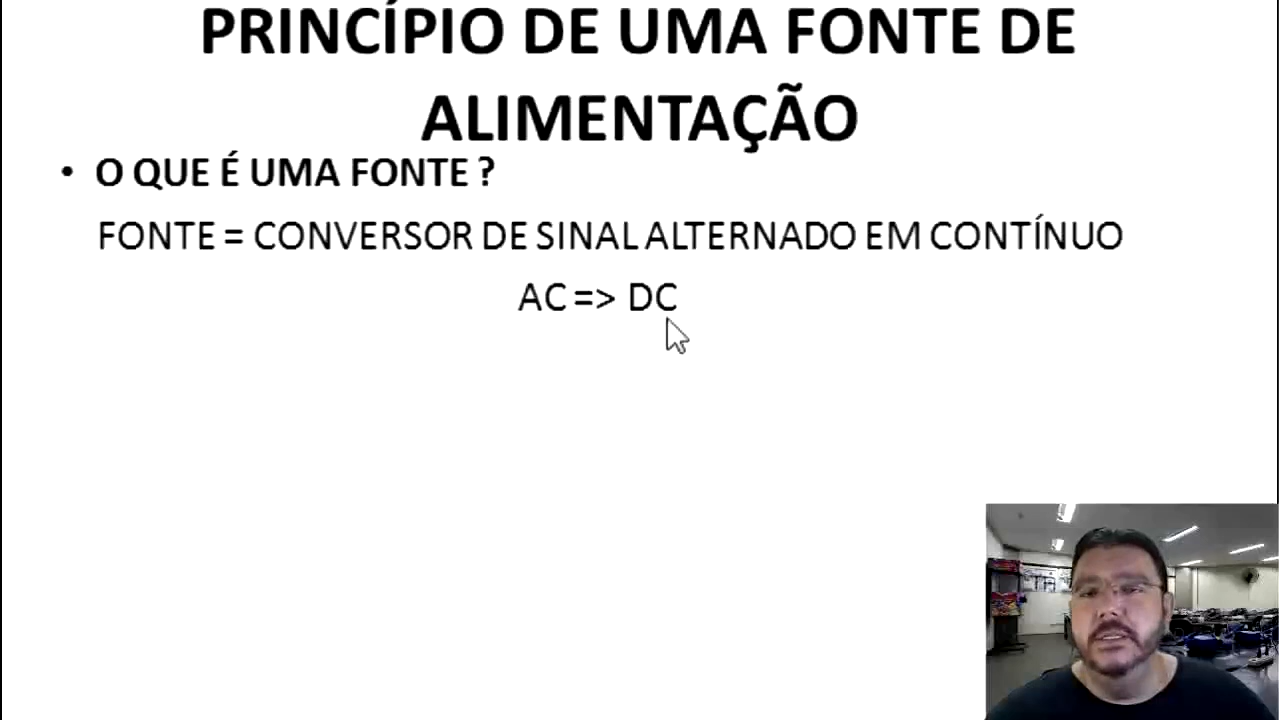 PRINCÍPIO DE UMA FONTE DE
ALIMENTAÇÃO
• O QUE É UMA FONTE ?
FONTE = CONVERSOR DE SINAL ALTERNADO EM CONTÍNUO
AC => DC